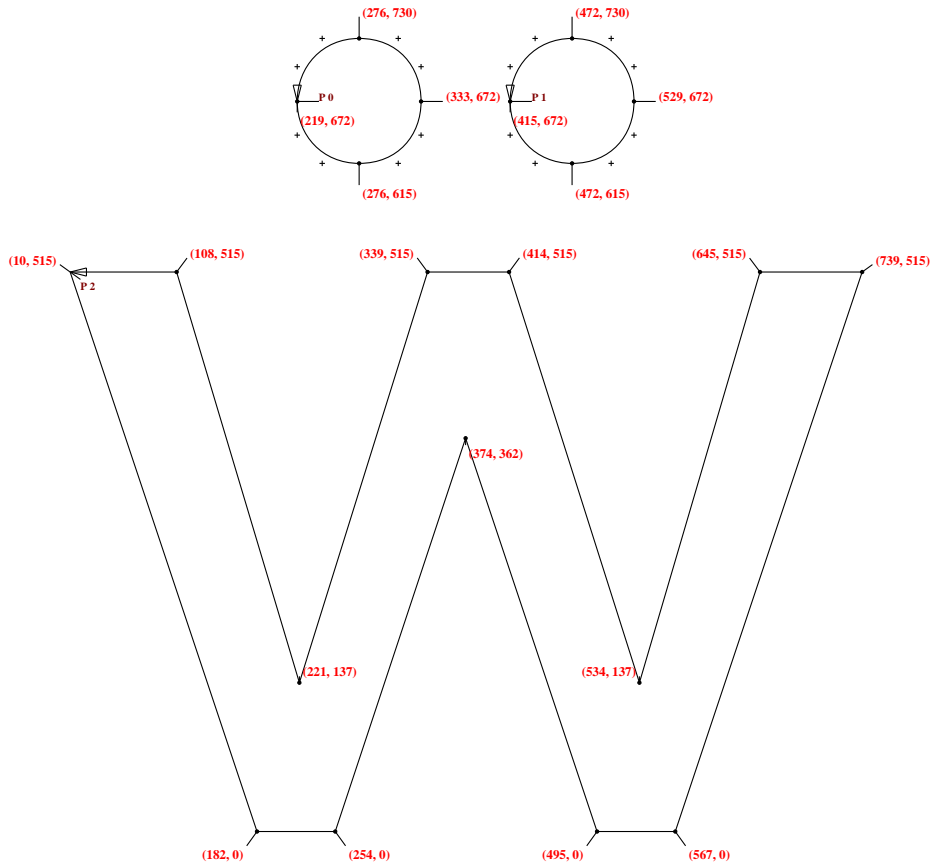 (276, 730) (472, 730)
P 0 (333, 672) P 1 (529, 672)
(219, 672) (415, 672)
(276, 615) (472, 615)
(10, 515) (108, 515) (339, 515) (414, 515) (645, 515) (739, 515)
P 2
(374, 362)
(221, 137) (534, 137)
(182, 0) (254, 0) (495, 0) (567, 0)